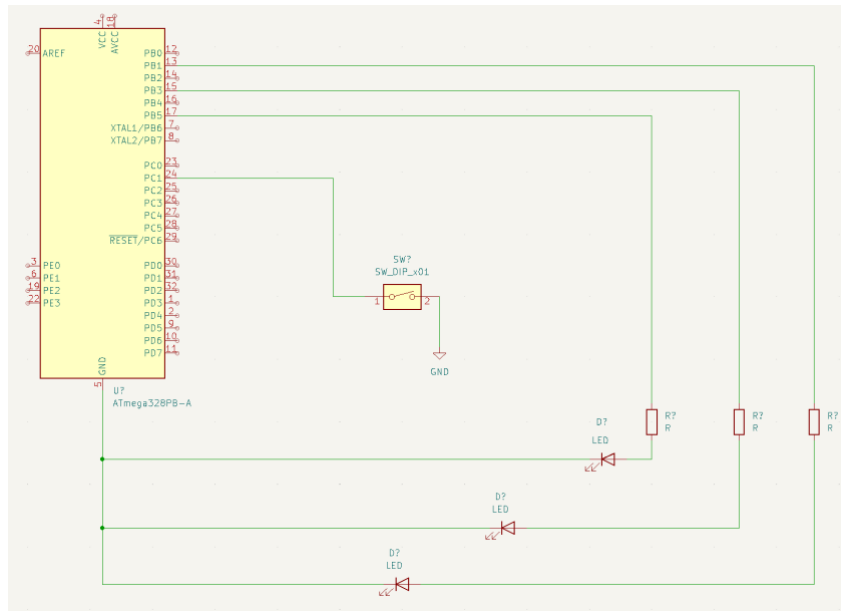 4
18
VCC
AVCC
20 AREF
PB0 12
PB1 13
PB2 14
PB3 15
PB4 16
PB5 17
XTAL1/PB6 7
XTAL2/PB7 8
PC0 23
PC1 24
PC2 25
PC3 26
PC4 27
PC5 28
RESET/PC6 29
3 PE0
6 PE1
19 PE2
22 PE3
PD0 30
PD1 31
PD2 32
PD3 1
PD4 2
PD5 9
PD6 10
PD7 11
GND
5
U?
ATmega328PB-A
SW?
SW_DIP_x01
1
2
GND
R?
R
R?
R
R?
R
D?
LED
D?
LED
D?
LED